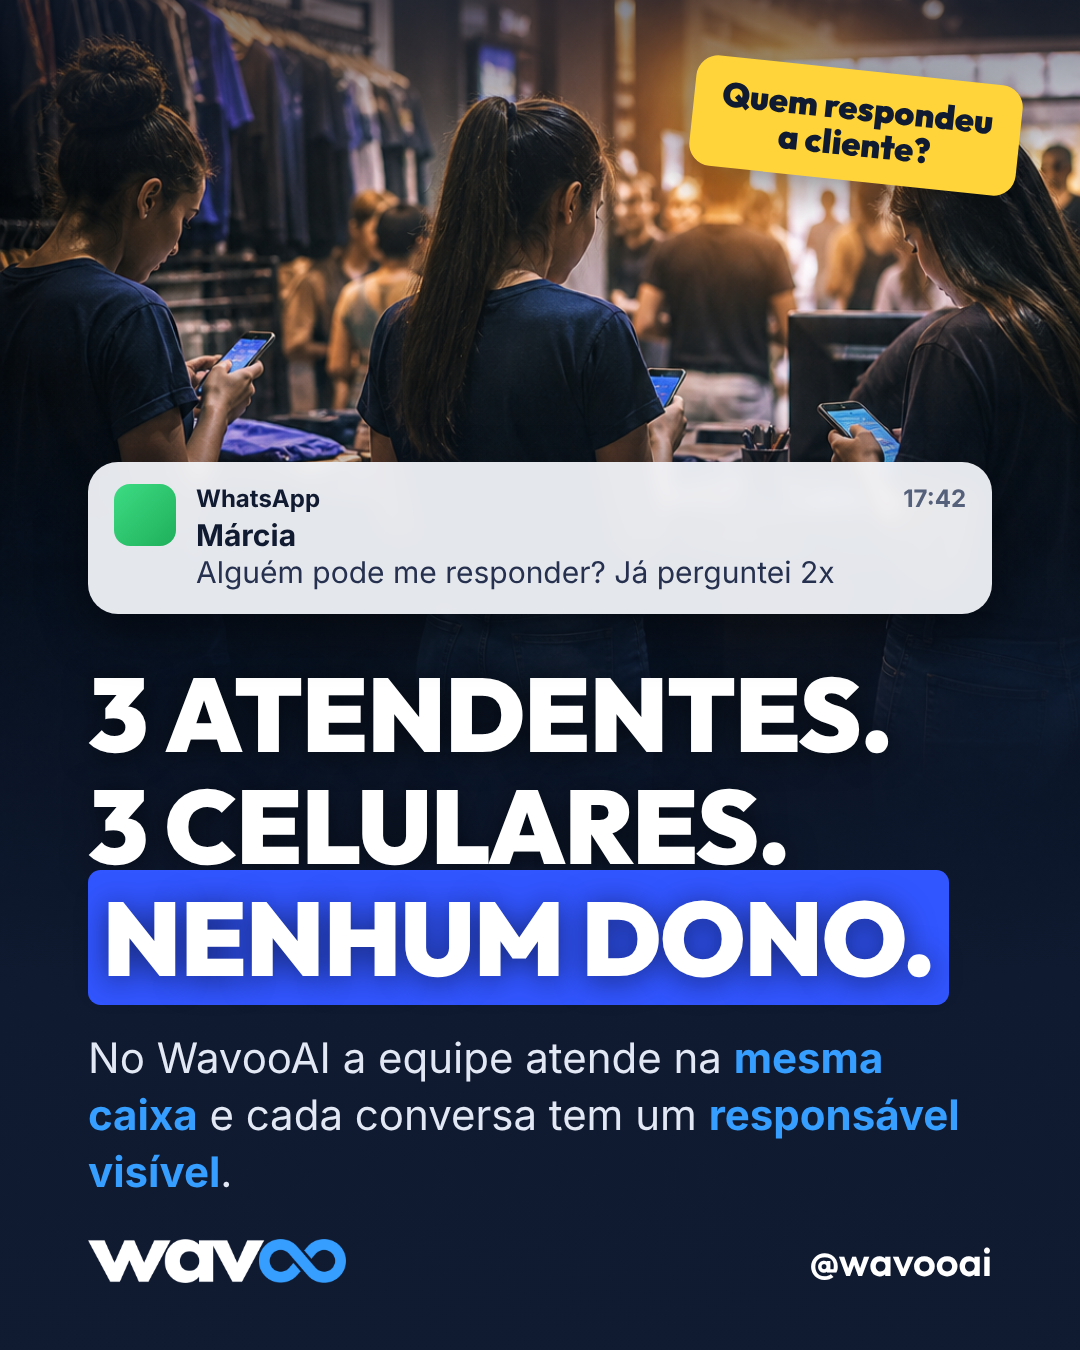 Quem respondeu
a cliente?
WhatsApp 17:42
Márcia
Alguém pode me responder? Já perguntei 2x
3 ATENDENTES.
3 CELULARES.
NENHUM DONO.
No WavooAI a equipe atende na mesma
caixa e cada conversa tem um responsável
visível.
wavoo @wavooai